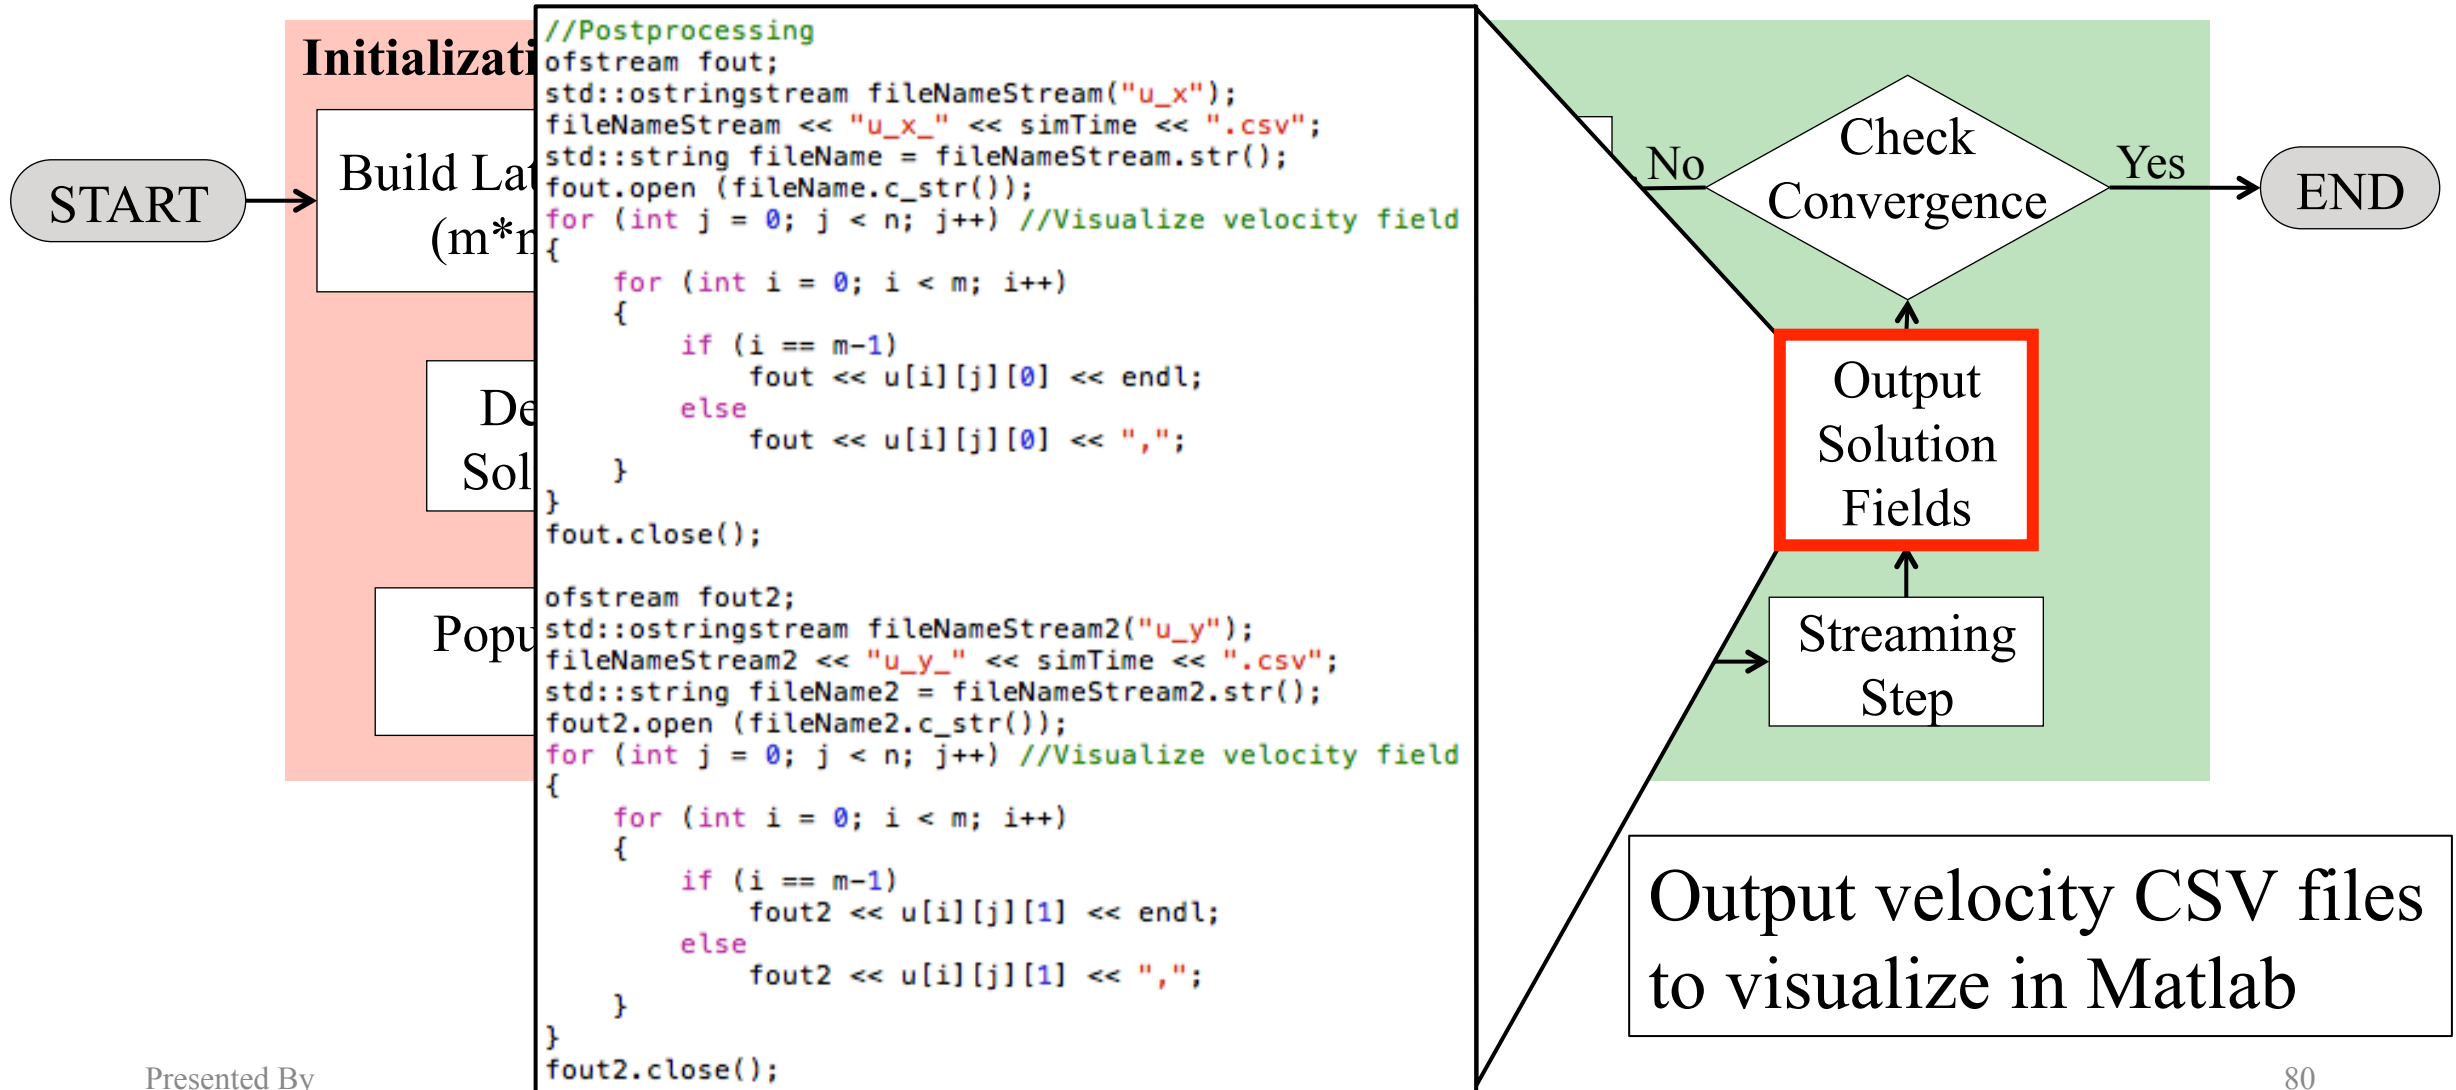 Initializati
START
Build Lat
(m*n
De
Sol
Popu
//Postprocessing
ofstream fout;
std::ostringstream fileNameStream("u_x");
fileNameStream << "u_x_" << simTime << ".csv";
std::string fileName = fileNameStream.str();
fout.open (fileName.c_str());
for (int j = 0; j < n; j++) //Visualize velocity field
{
    for (int i = 0; i < m; i++)
    {
        if (i == m-1)
            fout << u[i][j][0] << endl;
        else
            fout << u[i][j][0] << ",";
    }
}
fout.close();

ofstream fout2;
std::ostringstream fileNameStream2("u_y");
fileNameStream2 << "u_y_" << simTime << ".csv";
std::string fileName2 = fileNameStream2.str();
fout2.open (fileName2.c_str());
for (int j = 0; j < n; j++) //Visualize velocity field
{
    for (int i = 0; i < m; i++)
    {
        if (i == m-1)
            fout2 << u[i][j][1] << endl;
        else
            fout2 << u[i][j][1] << ",";
    }
}
fout2.close();
No
Check
Convergence
Yes
END
Output
Solution
Fields
Streaming
Step
Output velocity CSV files
to visualize in Matlab
Presented By
80